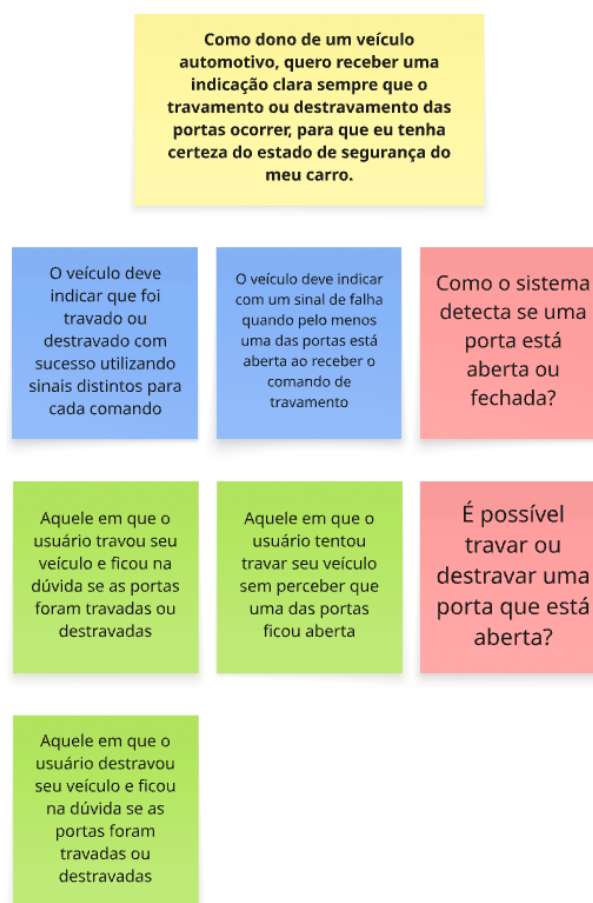 Como dono de um veículo
automotivo, quero receber uma
indicação clara sempre que o
travamento ou destravamento das
portas ocorrer, para que eu tenha
certeza do estado de segurança do
meu carro.
O veículo deve
indicar que foi
travado ou
destravado com
sucesso utilizando
sinais distintos para
cada comando
O veículo deve indicar
com um sinal de falha
quando pelo menos
uma das portas está
aberta ao receber o
comando de
travamento
Como o sistema
detecta se uma
porta está
aberta ou
fechada?
Aquele em que o
usuário travou seu
veículo e ficou na
dúvida se as portas
foram travadas ou
destravadas
Aquele em que o
usuário tentou
travar seu veículo
sem perceber que
uma das portas
ficou aberta
É possível
travar ou
destravar uma
porta que está
aberta?
Aquele em que o
usuário destravou
seu veículo e ficou
na dúvida se as
portas foram
travadas ou
destravadas